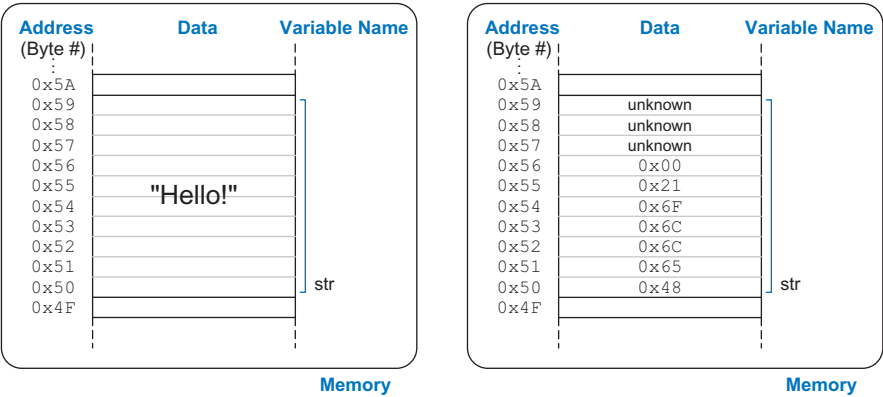 Address Data Variable Name
(Byte #)
:
0x5A
0x59
0x58
0x57
0x56
0x55
0x54
0x53
0x52
0x51
0x50
0x4F
"Hello!"
str
Memory
Address Data Variable Name
(Byte #)
:
0x5A
0x59 unknown
0x58 unknown
0x57 unknown
0x56 0x00
0x55 0x21
0x54 0x6F
0x53 0x6C
0x52 0x6C
0x51 0x65
0x50 0x48 str
0x4F
Memory